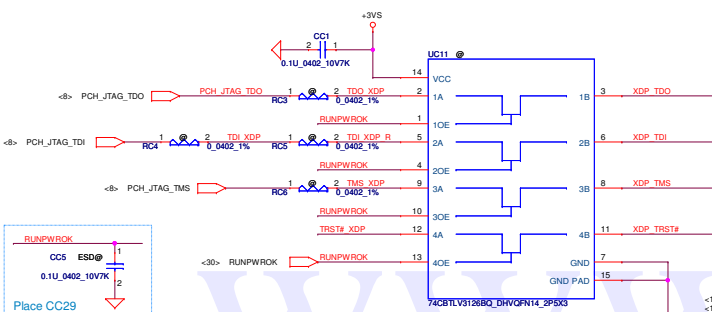 +3VS
CC1
2 1
0.1U_0402_10V7K
UC11 @
14 VCC
<8> PCH_JTAG_TDO PCH_JTAG_TDO 1 @ 2 TDO_XDP 2 1A 1B 3 XDP_TDO
RC3 0_0402_1%
RUNPWROK 1 1OE
<8> PCH_JTAG_TDI 1 @ 2 TDI_XDP 1 @ 2 TDI_XDP_R 5 2A 2B 6 XDP_TDI
RC4 0_0402_1% RC5 0_0402_1%
RUNPWROK 4 2OE
<8> PCH_JTAG_TMS 1 @ 2 TMS_XDP 9 3A 3B 8 XDP_TMS
RC6 0_0402_1%
RUNPWROK 10 3OE
TRST#_XDP 12 4A 4B 11 XDP_TRST#
<30> RUNPWROK RUNPWROK 13 4OE GND 7
GND PAD 15
74CBTLV3126BQ_DHVQFN14_2P5X3
RUNPWROK
1
CC5 ESD@
0.1U_0402_10V7K
2
Place CC29